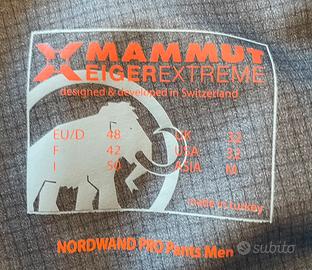 MAMMUT
EIGEREXTREME
designed & developed in Switzerland
EU/D 48 UK 32
F 42 USA 32
I 50 ASIA M
made in Turkey
NORDWAND PRO Pants Men
subito